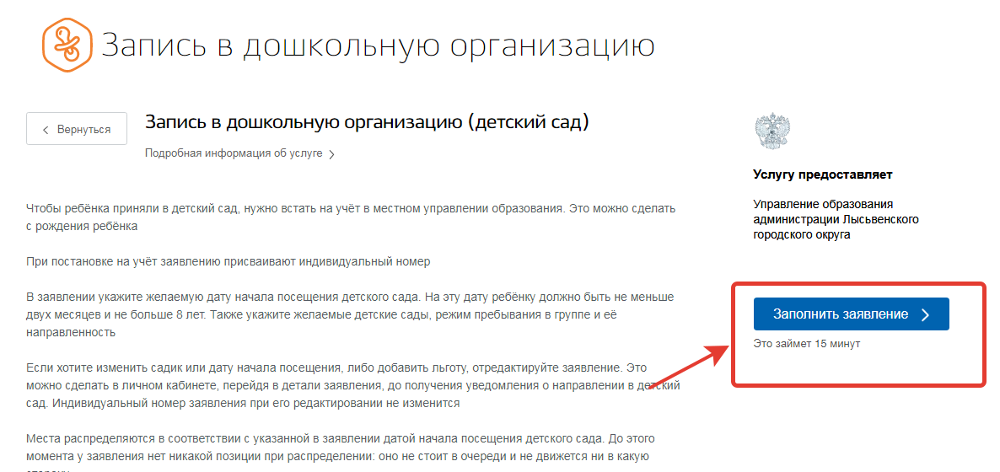 Запись в дошкольную организацию
Вернуться
Запись в дошкольную организацию (детский сад)
Подробная информация об услуге
Чтобы ребёнка приняли в детский сад, нужно встать на учёт в местном управлении образования. Это можно сделать
с рождения ребёнка
При постановке на учёт заявлению присваивают индивидуальный номер
В заявлении укажите желаемую дату начала посещения детского сада. На эту дату ребёнку должно быть не меньше
двух месяцев и не больше 8 лет. Также укажите желаемые детские сады, режим пребывания в группе и её
направленность
Если хотите изменить садик или дату начала посещения, либо добавить льготу, отредактируйте заявление. Это
можно сделать в личном кабинете, перейдя в детали заявления, до получения уведомления о направлении в детский
сад. Индивидуальный номер заявления при его редактировании не изменится
Места распределяются в соответствии с указанной в заявлении датой начала посещения детского сада. До этого
момента у заявления нет никакой позиции при распределении: оно не стоит в очереди и не движется ни в какую
Услугу предоставляет
Управление образования
администрации Лысьвенского
городского округа
Заполнить заявление
Это займет 15 минут